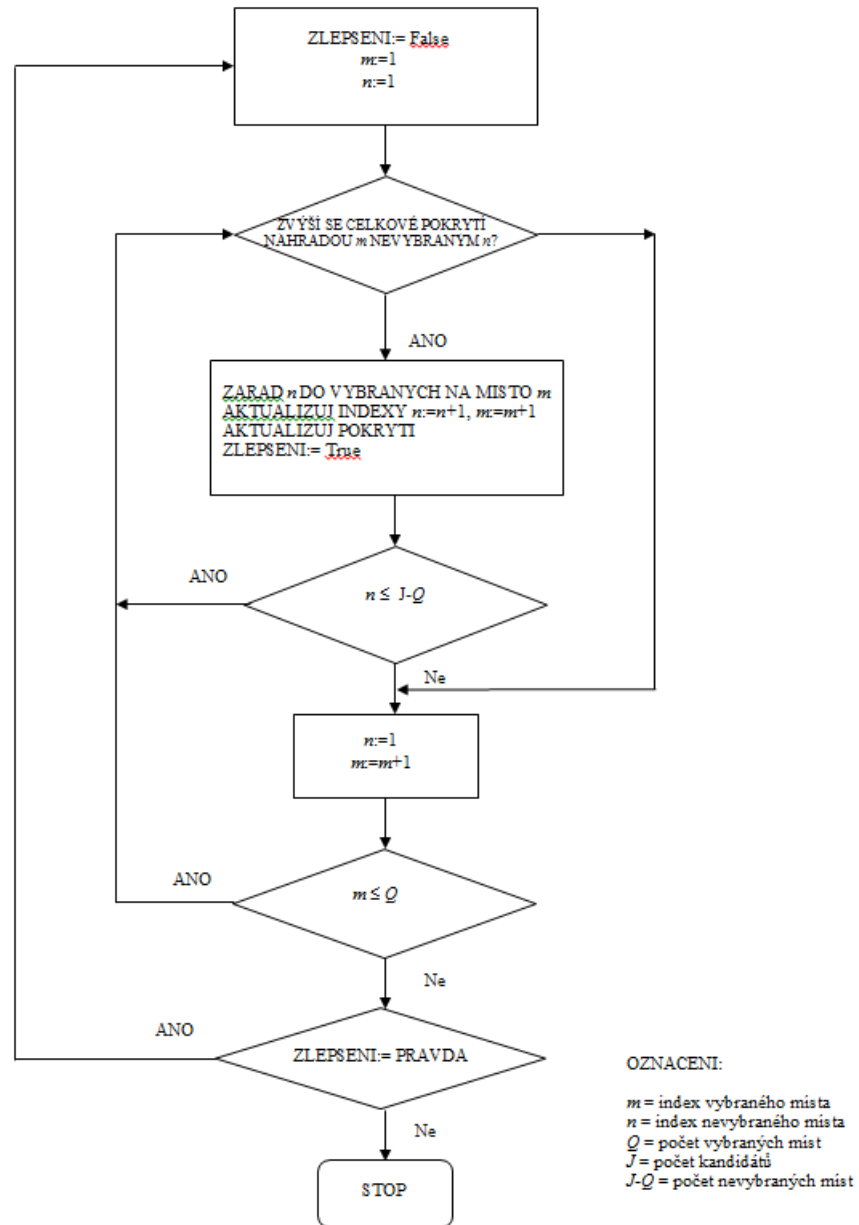 ZLEPSENI:= False
m:=1
n:=1
ZVÝŠÍ SE CELKOVÉ POKRYTÍ
NAHRADOU m NEVYBRANYM n?
ANO
ZARAD n DO VYBRANYCH NA MISTO m
AKTUALIZUJ INDEXY n:=n+1, m:=m+1
AKTUALIZUJ POKRYTI
ZLEPSENI:= True
ANO
n ≤ J-Q
Ne
n:=1
m:=m+1
ANO
m ≤ Q
Ne
ANO
ZLEPSENI:= PRAVDA
Ne
STOP
OZNACENI:
m = index vybraného místa
n = index nevybraného místa
Q = počet vybraných míst
J = počet kandidátů
J-Q = počet nevybraných míst